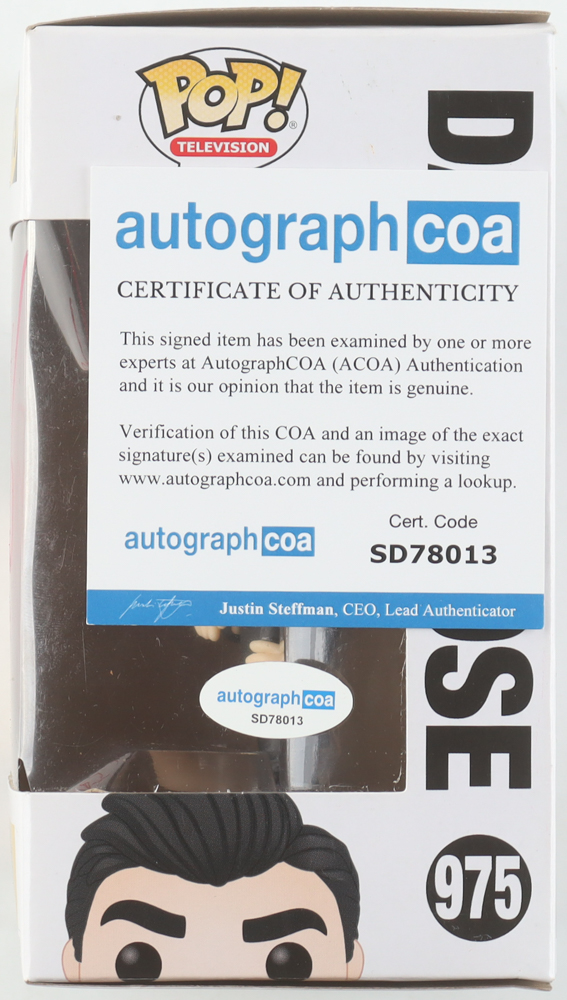 POP!
®
TELEVISION
autographcoa
CERTIFICATE OF AUTHENTICITY
This signed item has been examined by one or more
experts at AutographCOA (ACOA) Authentication
and it is our opinion that the item is genuine.
Verification of this COA and an image of the exact
signature(s) examined can be found by visiting
www.autographcoa.com and performing a lookup.
autographcoa
Cert. Code
SD78013
Justin Steffman, CEO, Lead Authenticator
autographcoa
SD78013
975